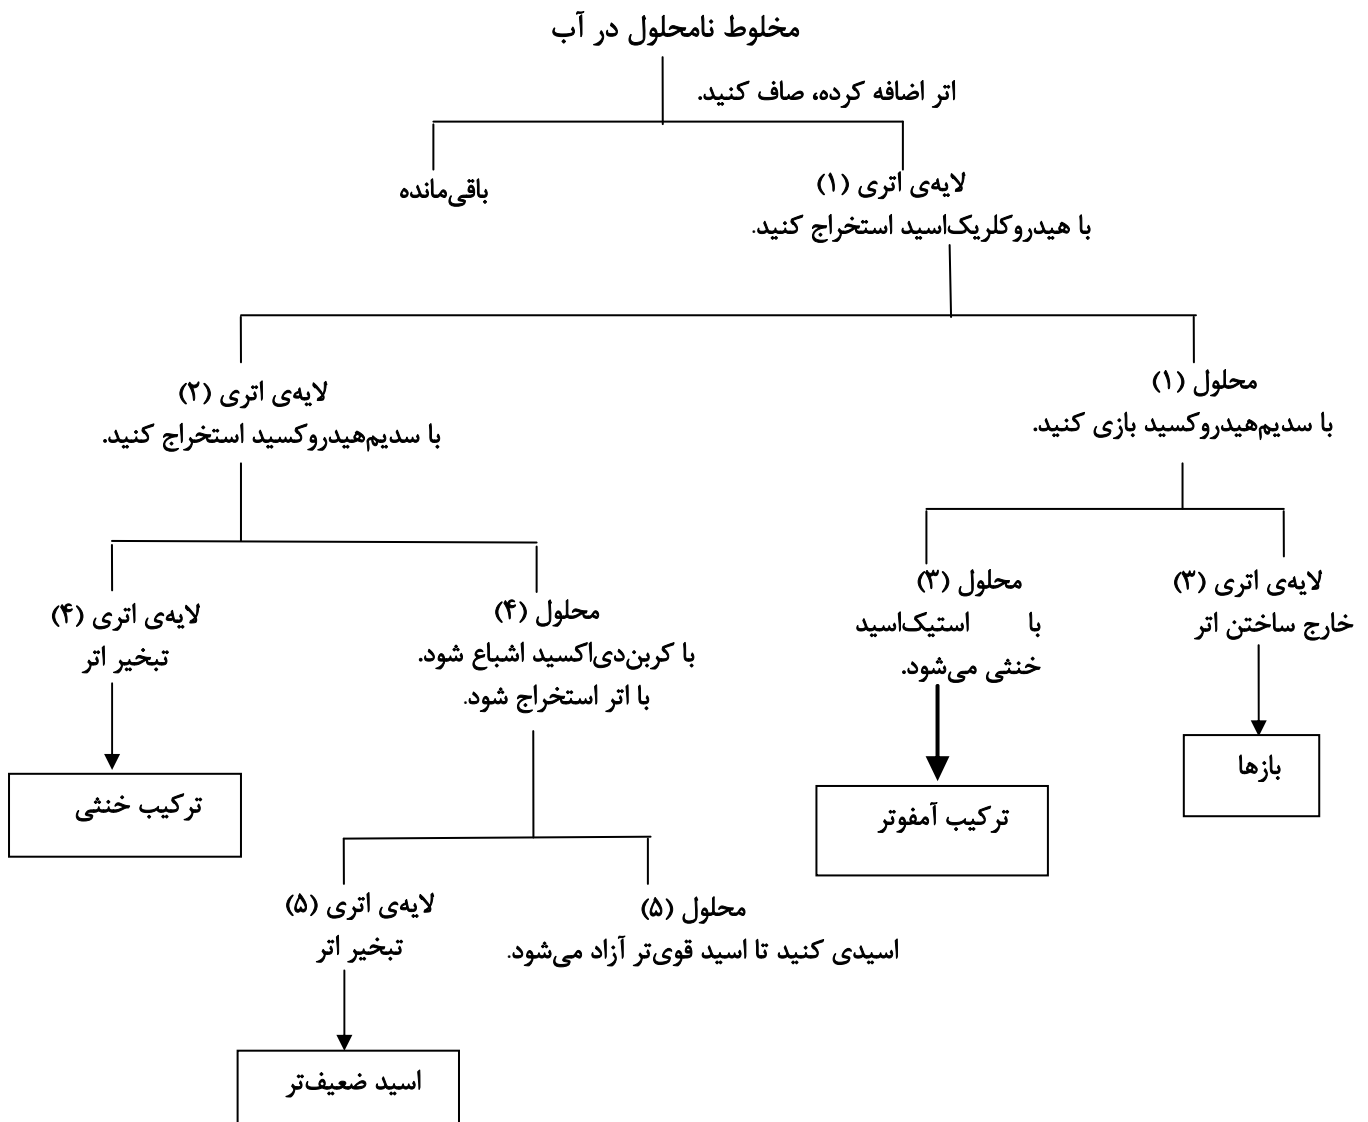 مخلوط نامحلول در آب
اتر اضافه کرده، صاف کنید.
لایه‌ی اتری (۱)
باقی‌مانده
با هیدروکلریک‌اسید استخراج کنید.
محلول (۱)
با سدیم‌هیدروکسید بازی کنید.
لایه‌ی اتری (۲)
با سدیم‌هیدروکسید استخراج کنید.
لایه‌ی اتری (۳)
خارج ساختن اتر
محلول (۳)
با استیک‌اسید
خنثی می‌شود.
محلول (۴)
با کربن‌دی‌اکسید اشباع شود.
با اتر استخراج شود.
لایه‌ی اتری (۴)
تبخیر اتر
بازها
ترکیب آمفوتر
ترکیب خنثی
محلول (۵)
اسیدی کنید تا اسید قوی‌تر آزاد می‌شود.
لایه‌ی اتری (۵)
تبخیر اتر
اسید ضعیف‌تر